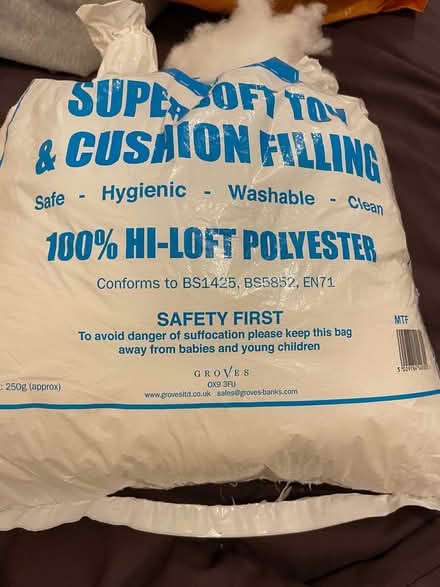 SUPER SOFT TOY
& CUSHION FILLING
Safe - Hygienic - Washable - Clean
100% HI-LOFT POLYESTER
Conforms to BS1425, BS5852, EN71
SAFETY FIRST
To avoid danger of suffocation please keep this bag
away from babies and young children
MTF
GROVES
OX9 3FU
www.grovesltd.co.uk sales@groves-banks.com
: 250g (approx)